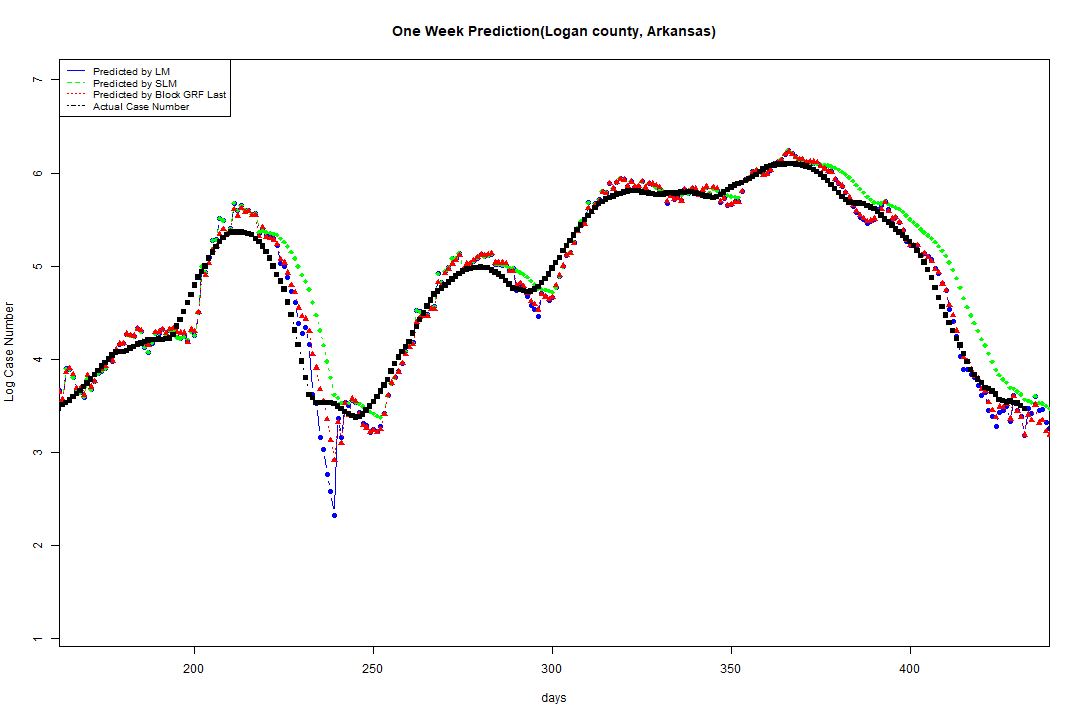 One Week Prediction(Logan county, Arkansas)
Predicted by LM
Predicted by SLM
Predicted by Block GRF Last
Actual Case Number
7
6
5
4
3
2
1
Log Case Number
200 250 300 350 400
days